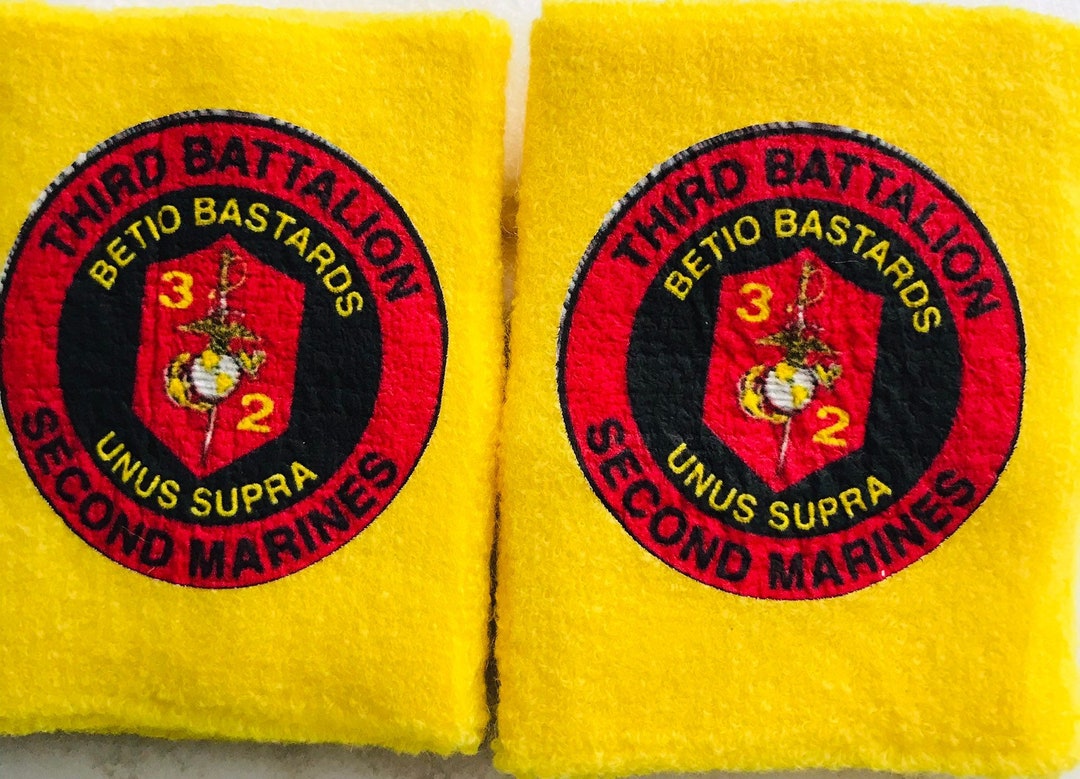 THIRD BATTALION
BETIO BASTARDS
3
2
UNUS SUPRA
SECOND MARINES
THIRD BATTALION
BETIO BASTARDS
3
2
UNUS SUPRA
SECOND MARINES